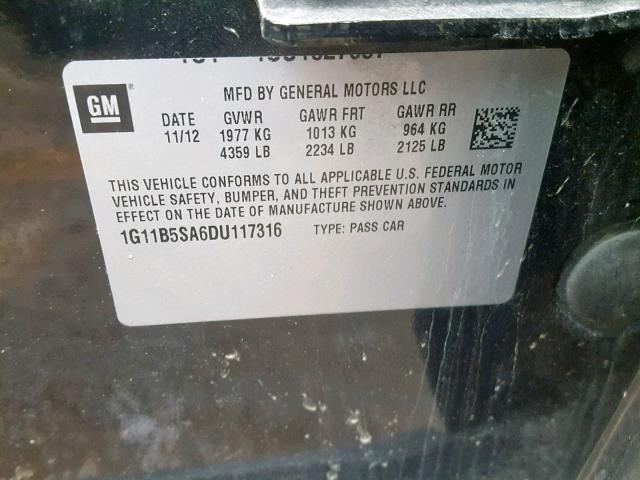 GM
MFD BY GENERAL MOTORS LLC
DATE GVWR GAWR FRT GAWR RR
11/12 1977 KG 1013 KG 964 KG
4359 LB 2234 LB 2125 LB
THIS VEHICLE CONFORMS TO ALL APPLICABLE U.S. FEDERAL MOTOR
VEHICLE SAFETY, BUMPER, AND THEFT PREVENTION STANDARDS IN
EFFECT ON THE DATE OF MANUFACTURE SHOWN ABOVE.
1G11B5SA6DU117316 TYPE: PASS CAR